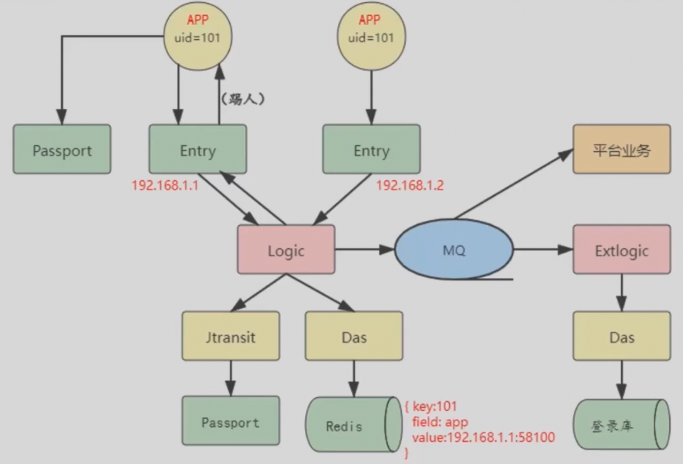 APP
uid=101
APP
uid=101
(踢人)
Passport
Entry
Entry
平台业务
192.168.1.1
192.168.1.2
Logic
MQ
Extlogic
Jtransit
Das
Das
Passport
Redis
{ key:101
field: app
value:192.168.1.1:58100
}
登录库